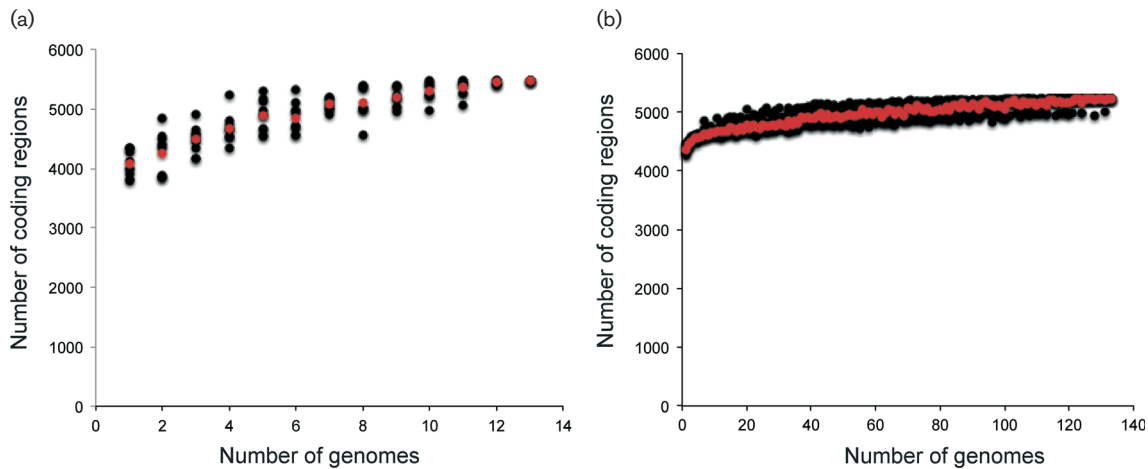 (a)
6000
5000
4000
3000
2000
1000
0
Number of coding regions
0 2 4 6 8 10 12 14
Number of genomes
(b)
6000
5000
4000
3000
2000
1000
0
Number of coding regions
0 20 40 60 80 100 120 140
Number of genomes